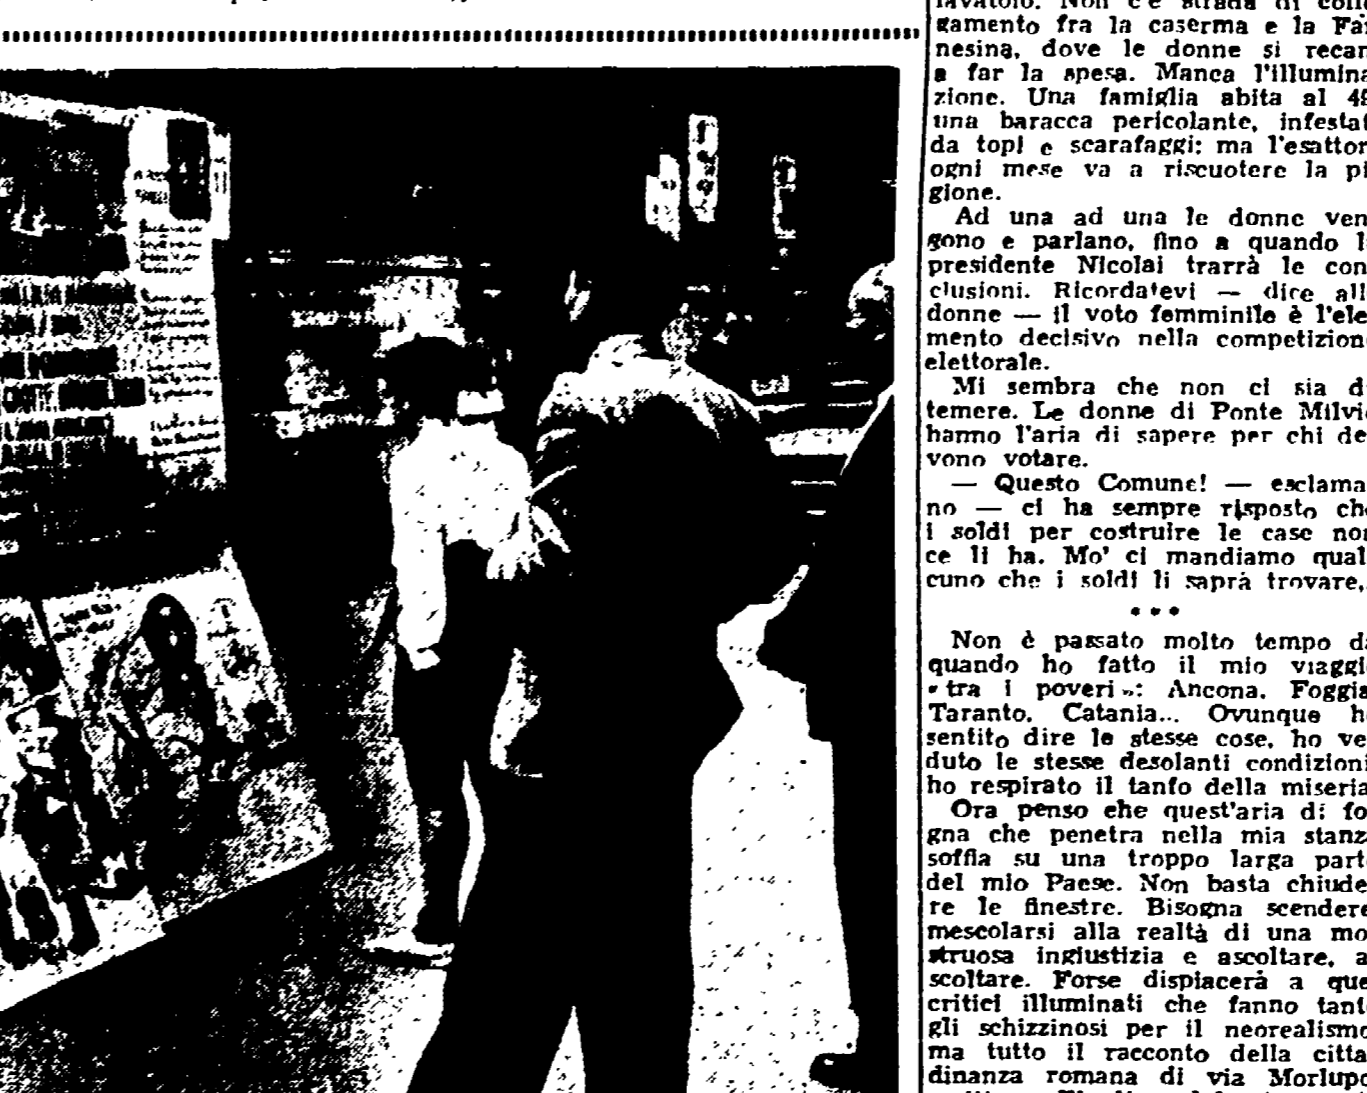 gamento fra la caserma e la Far
nesina, dove le donne si recan
a far la spesa. Manca l'illumina
zione. Una famiglia abita al 49
una baracca pericolante, infestat
da topi e scarafaggi: ma l'esattor
ogni mese va a riscuotere la pi
gione.
Ad una ad una le donne ven
gono e parlano, fino a quando l
presidente Nicolai trarrà le con
clusioni. Ricordatevi — dice all
donne — il voto femminile è l'ele
mento decisivo nella competizion
elettorale.
Mi sembra che non ci sia d
temere. Le donne di Ponte Milvi
hanno l'aria di sapere per chi de
vono votare.
— Questo Comune! — esclama
no — ci ha sempre risposto ch
i soldi per costruire le case non
ce li ha. Mo' ci mandiamo qual
cuno che i soldi li saprà trovare.
• • •
Non è passato molto tempo da
quando ho fatto il mio viaggi
« tra i poveri »: Ancona, Foggia
Taranto, Catania... Ovunque h
sentito dire le stesse cose, ho ve
duto le stesse desolanti condizioni
ho respirato il tanfo della miseria
Ora penso che quest'aria di fo
gna che penetra nella mia stanz
soffia su una troppo larga part
del mio Paese. Non basta chiude
re le finestre. Bisogna scendere
mescolarsi alla realtà di una mo
struosa ingiustizia e ascoltare, a
scoltare. Forse dispiacerà a que
critici illuminati che fanno tant
gli schizzinosi per il neorealismo
ma tutto il racconto della citta
dinanza romana di via Morlupo